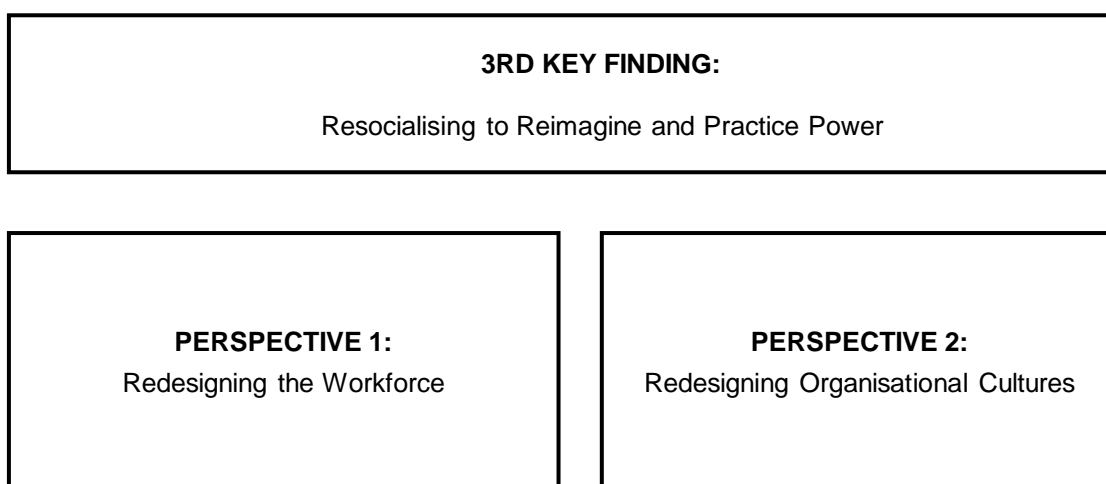 3RD KEY FINDING:
Resocialising to Reimagine and Practice Power
PERSPECTIVE 1:
Redesigning the Workforce
PERSPECTIVE 2:
Redesigning Organisational Cultures